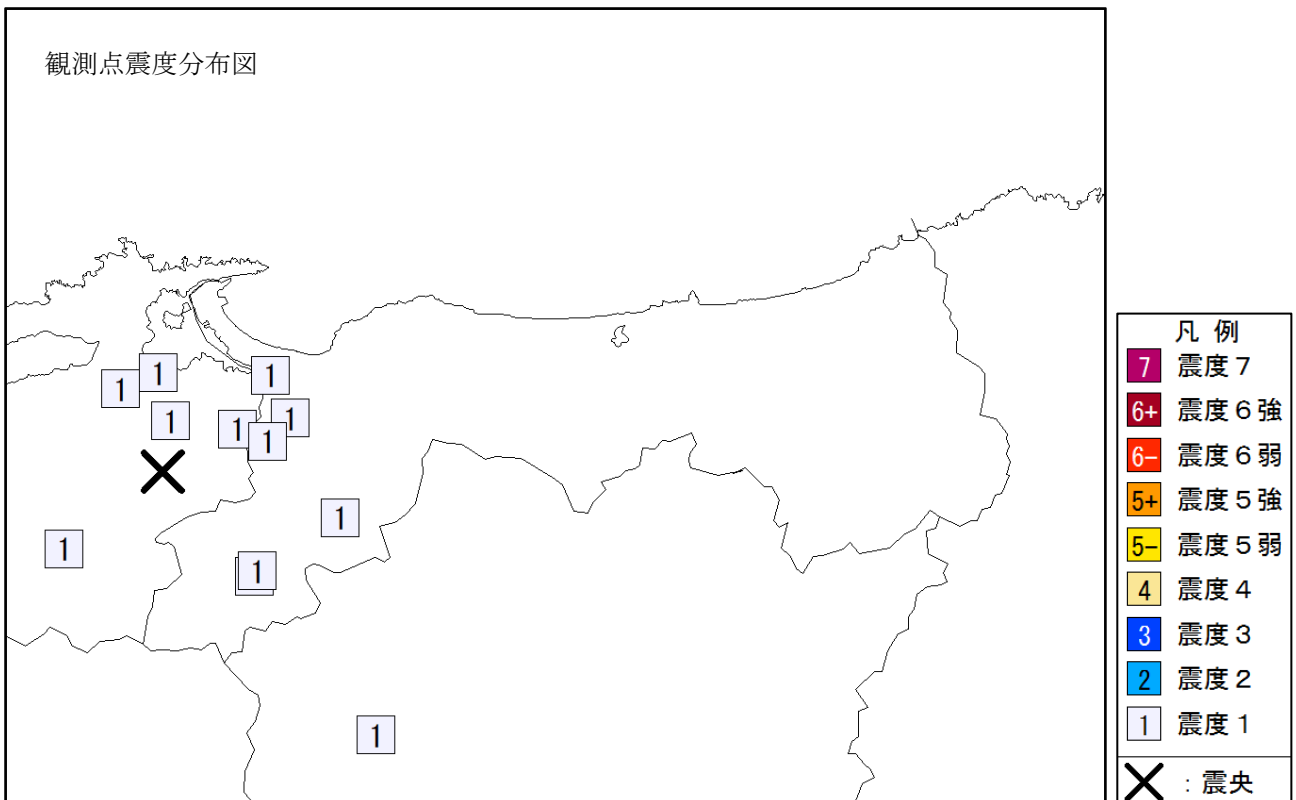 観測点震度分布図
1
1
1
1
1
1
1
1
1
1
1
凡 例
7 震度７
6+ 震度６強
6− 震度６弱
5+ 震度５強
5− 震度５弱
4 震度４
3 震度３
2 震度２
1 震度１
：震央